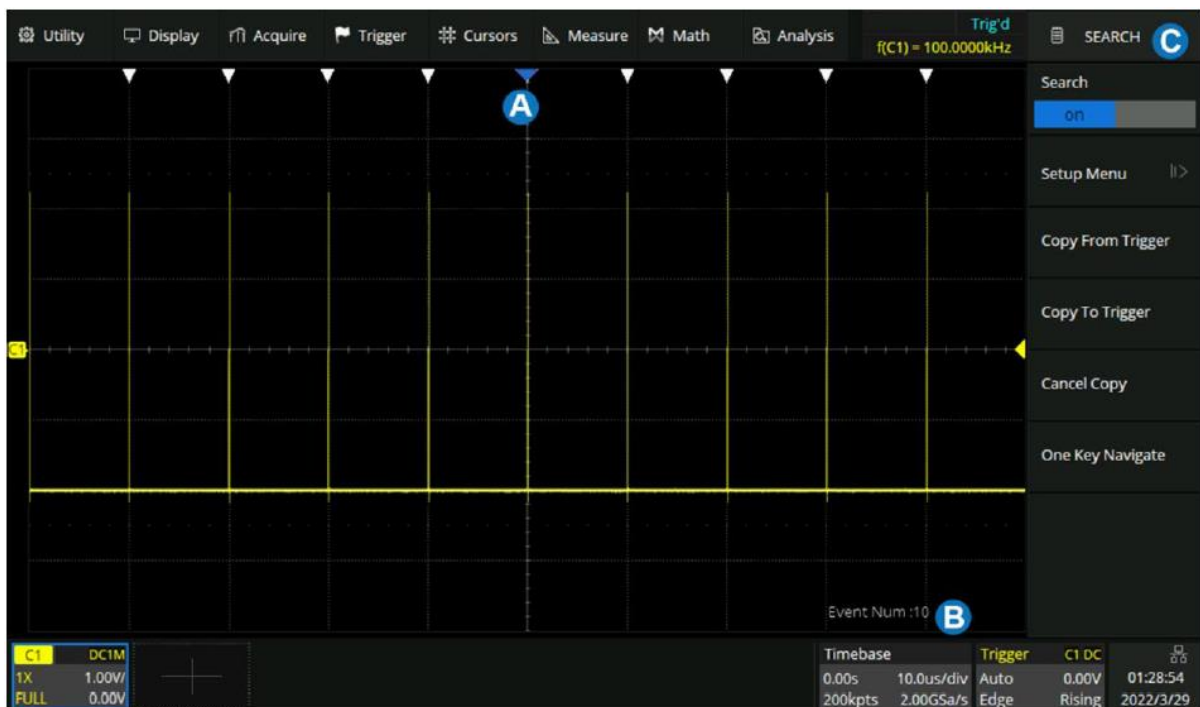 Utility Display Acquire Trigger Cursors Measure Math Analysis
Trig'd
f(C1) = 100.0000kHz
SEARCH C
Search
on
Setup Menu
Copy From Trigger
Copy To Trigger
Cancel Copy
One Key Navigate
A
C1
Event Num :10 B
C1 DC1M
1X 1.00V/
FULL 0.00V
Timebase
0.00s 10.0us/div
200kpts 2.00GSa/s
Trigger C1 DC
Auto 0.00V
Edge Rising
01:28:54
2022/3/29